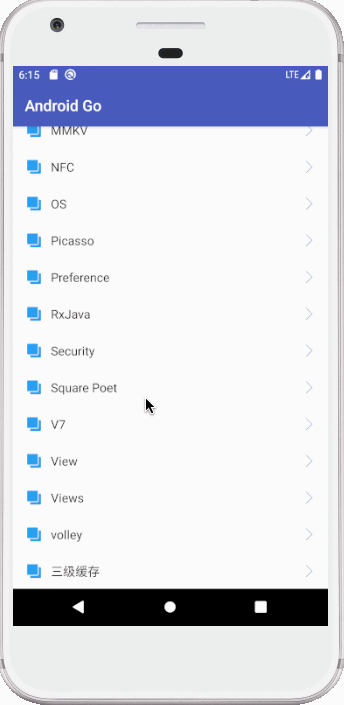 6:15 LTE
Android Go
MMKV
NFC
OS
Picasso
Preference
RxJava
Security
Square Poet
V7
View
Views
volley
三级缓存